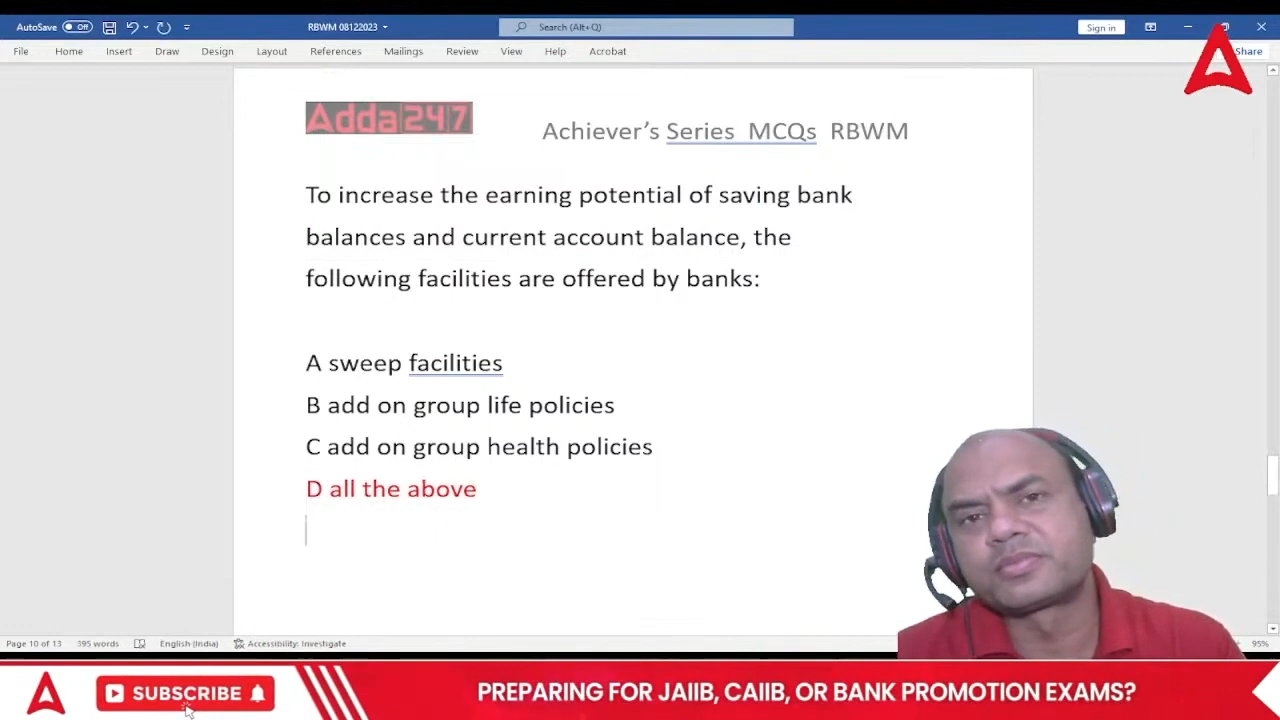 AutoSave Off
RBWM 08122023
Search (Alt+Q)
Sign in
File Home Insert Draw Design Layout References Mailings Review View Help Acrobat
Share
Adda 247
Achiever's Series MCQs RBWM
To increase the earning potential of saving bank
balances and current account balance, the
following facilities are offered by banks:
A sweep facilities
B add on group life policies
C add on group health policies
D all the above
Page 10 of 13 395 words English (India) Accessibility: Investigate
95%
SUBSCRIBE
PREPARING FOR JAIIB, CAIIB, OR BANK PROMOTION EXAMS?